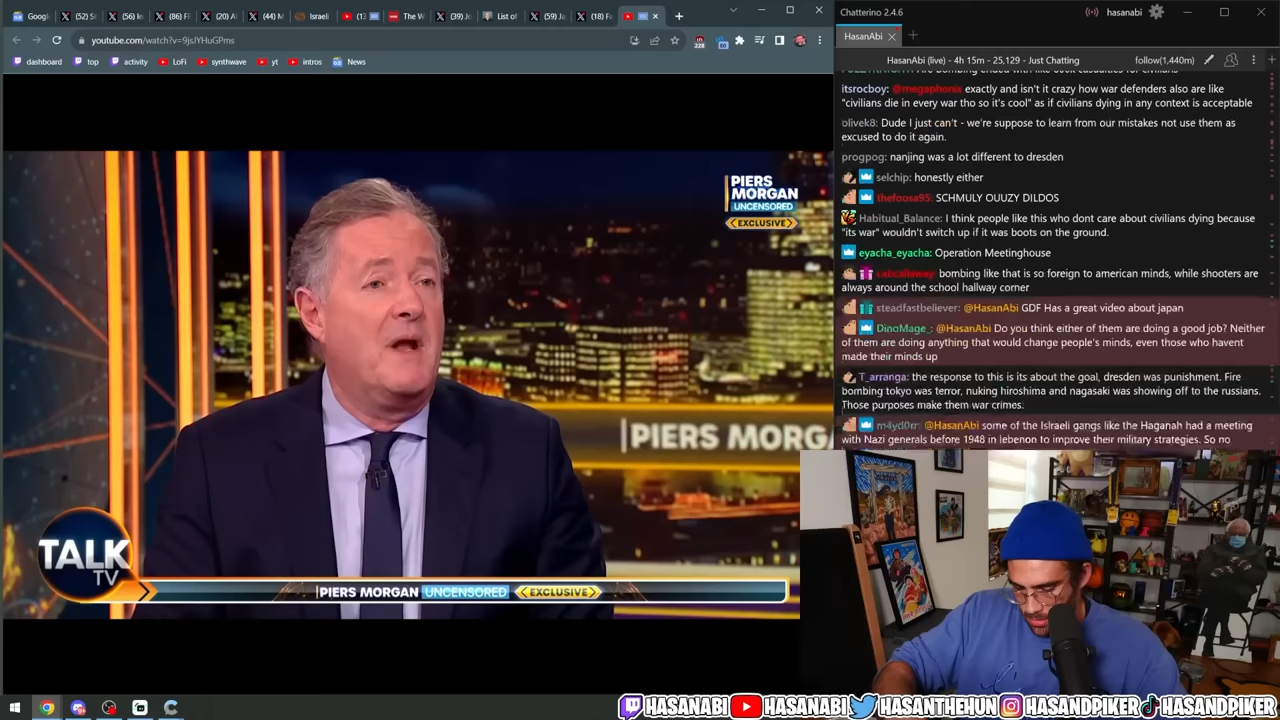 Chatterino 2.4.6
hasanabi
HasanAbi
youtube.com/watch?v=9jsJYHuGPms
HasanAbi (live) - 4h 15m - 25,129 - Just Chatting
follow(1,440m)
dashboard top activity LoFi synthwave yt intros News
itsrocboy: @megaphonix exactly and isn't it crazy how war defenders also are like
"civilians die in every war tho so it's cool" as if civilians dying in any context is acceptable
olivek8: Dude I just can't - we're suppose to learn from our mistakes not use them as
excused to do it again.
progpog: nanjing was a lot different to dresden
selchip: honestly either
thefoosa95: SCHMULY OUUZY DILDOS
Habitual_Balance: I think people like this who dont care about civilians dying because
"its war" wouldn't switch up if it was boots on the ground.
eyacha_eyacha: Operation Meetinghouse
cabcallaway: bombing like that is so foreign to american minds, while shooters are
always around the school hallway corner
steadfastbeliever: @HasanAbi GDF Has a great video about japan
DinoMage_: @HasanAbi Do you think either of them are doing a good job? Neither
of them are doing anything that would change people's minds, even those who havent
made their minds up
T_arranga: the response to this is its about the goal, dresden was punishment. Fire
bombing tokyo was terror, nuking hiroshima and nagasaki was showing off to the russians.
Those purposes make them war crimes.
m4yd0rr: @HasanAbi some of the Israeli gangs like the Haganah had a meeting
with Nazi generals before 1948 in lebenon to improve their military strategies. So no
PIERS
MORGAN
UNCENSORED
EXCLUSIVE
PIERS MORGA
TALK
TV
PIERS MORGAN UNCENSORED EXCLUSIVE
HASANABI HASANABI HASANTHEHUN HASANDPIKER HASANDPIKER